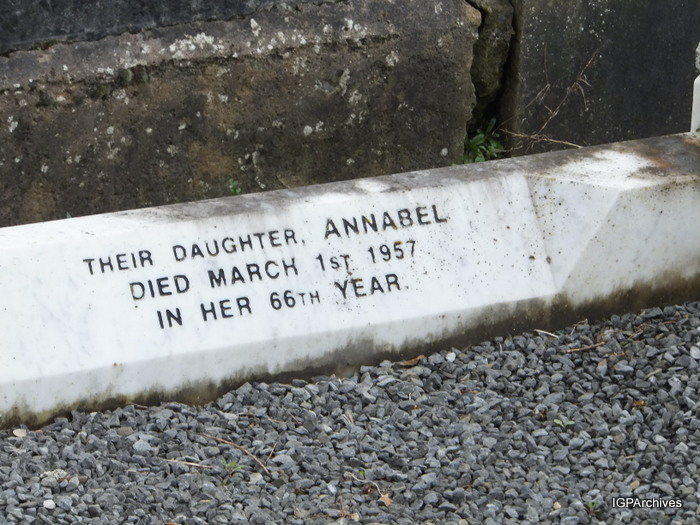 THEIR DAUGHTER, ANNABEL
DIED MARCH 1ST 1957
IN HER 66TH YEAR.
IGPArchives